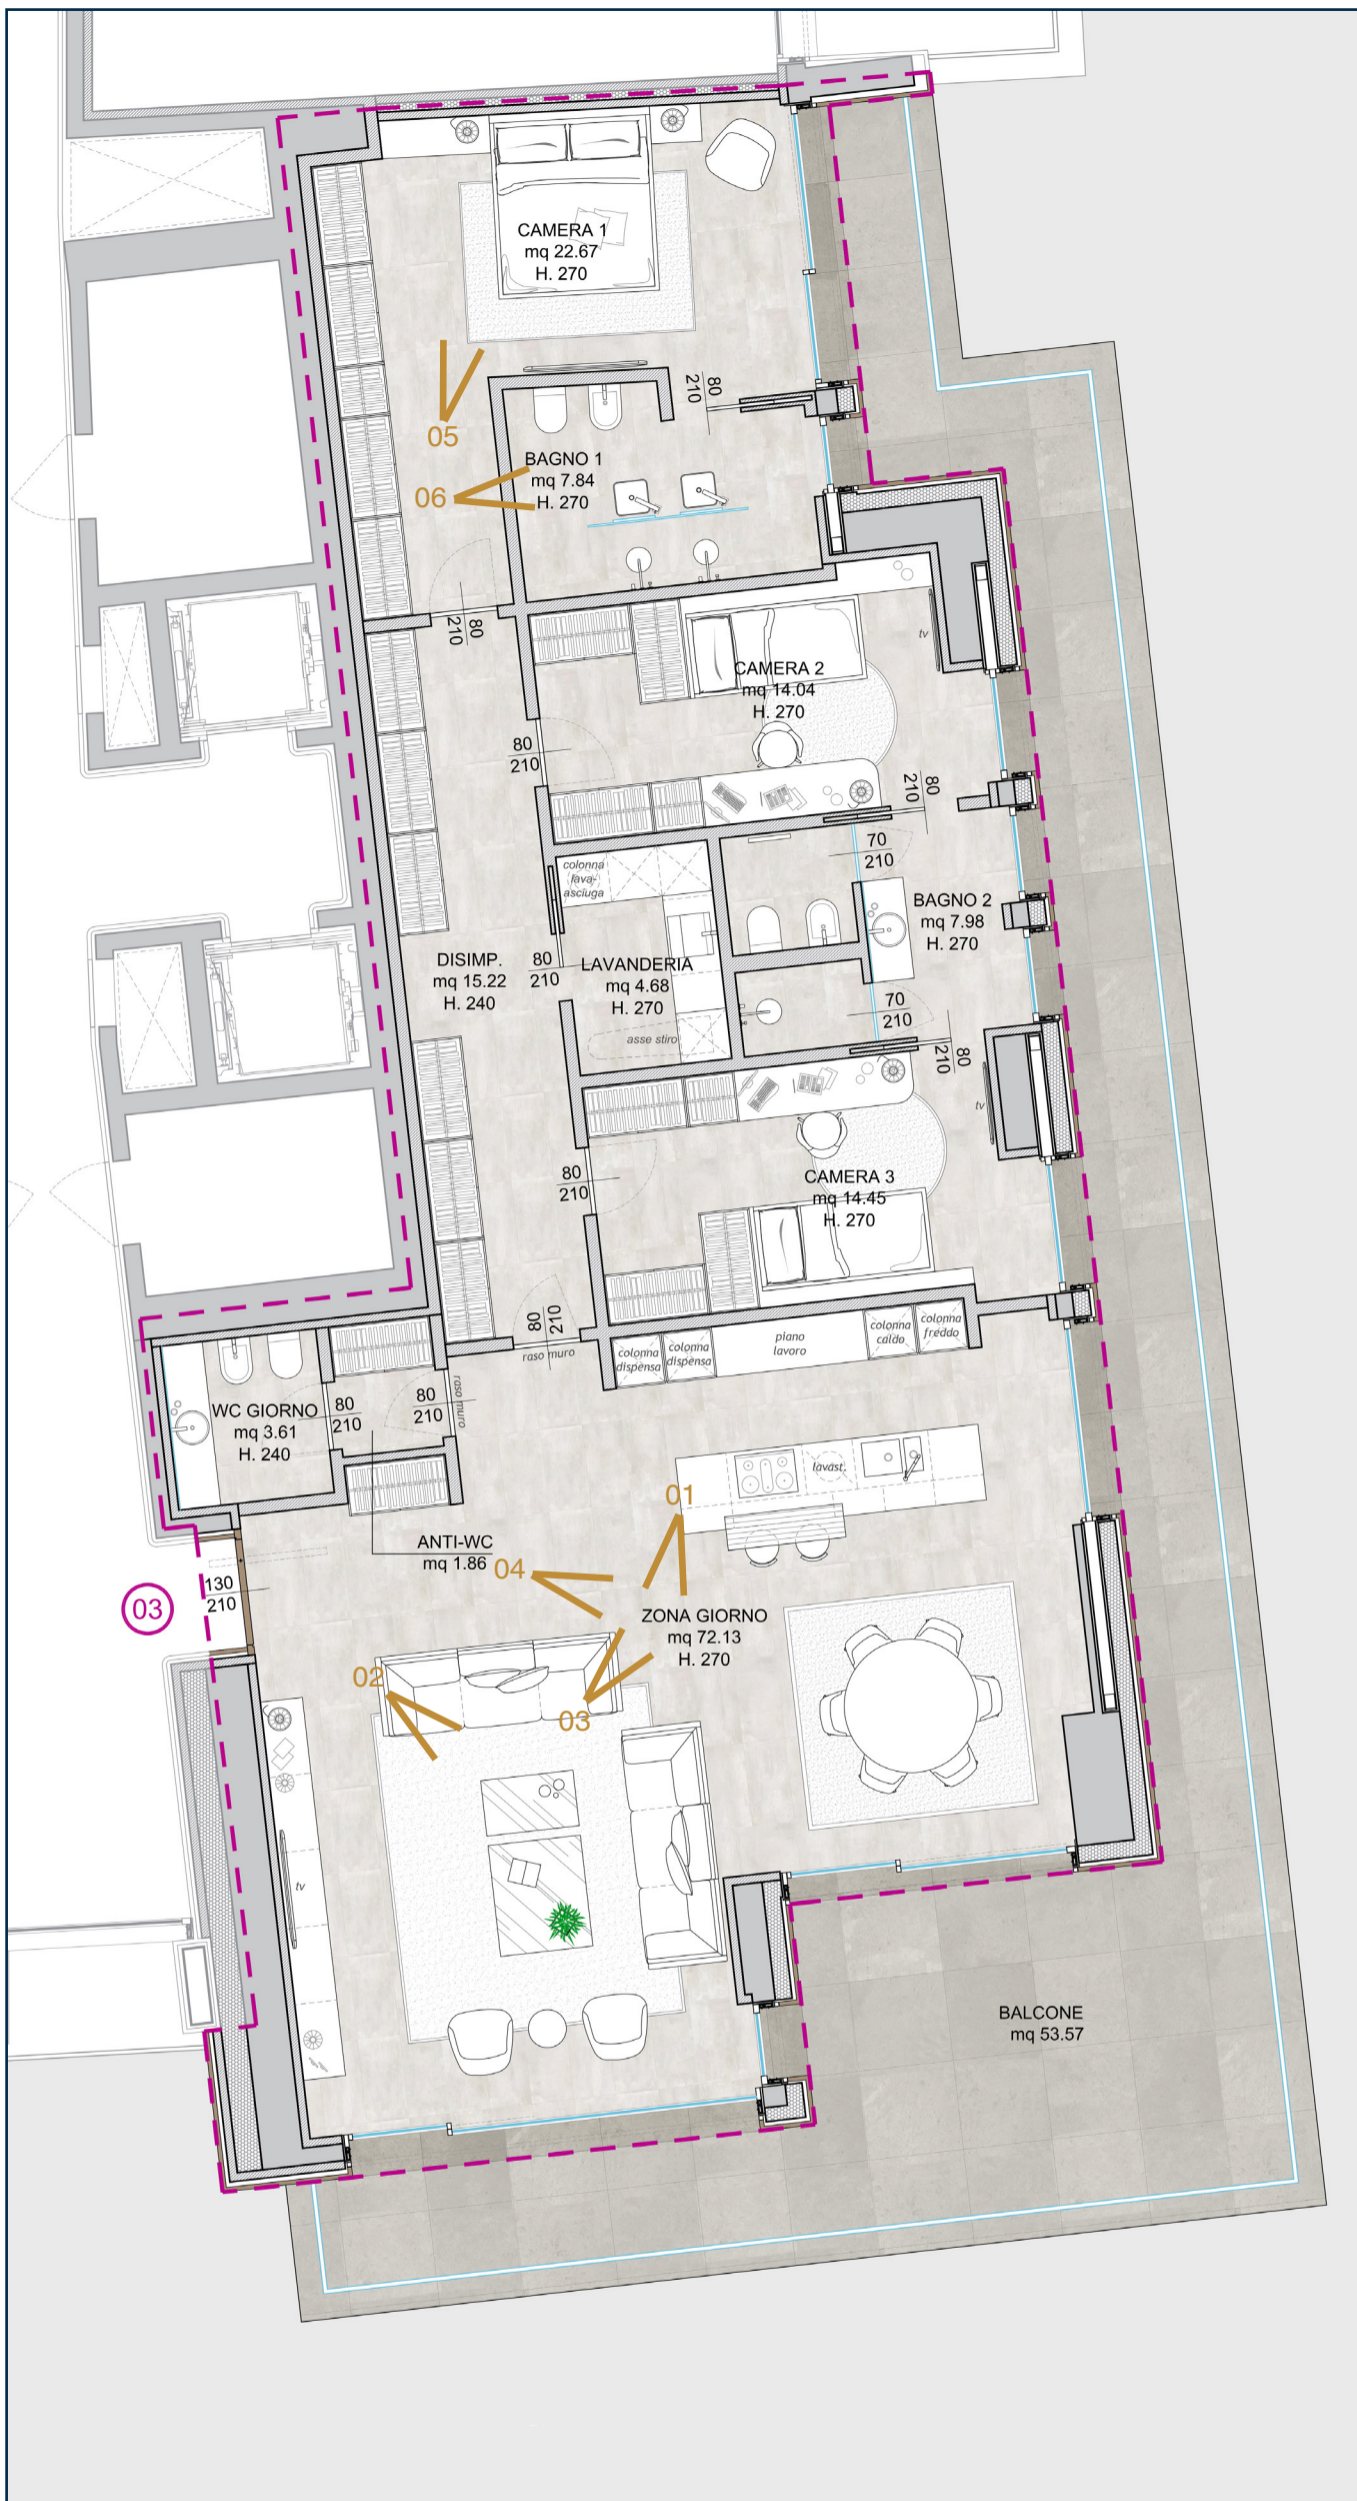 CAMERA 1
mq 22.67
H. 270
80
210
05
BAGNO 1
mq 7.84
H. 270
06
80
210
tv
CAMERA 2
mq 14.04
H. 270
80
210
80
210
70
210
colonna
lava-
asciuga
BAGNO 2
mq 7.98
H. 270
DISIMP.
mq 15.22
H. 240
80
210
LAVANDERIA
mq 4.68
H. 270
asse stiro
70
210
80
210
tv
80
210
CAMERA 3
mq 14.45
H. 270
80
210
raso muro
colonna
dispensa
colonna
dispensa
piano
lavoro
colonna
caldo
colonna
freddo
WC GIORNO
mq 3.61
H. 240
80
210
80
210
raso muro
lavast.
01
ANTI-WC
mq 1.86
04
03
130
210
ZONA GIORNO
mq 72.13
H. 270
02
03
tv
BALCONE
mq 53.57